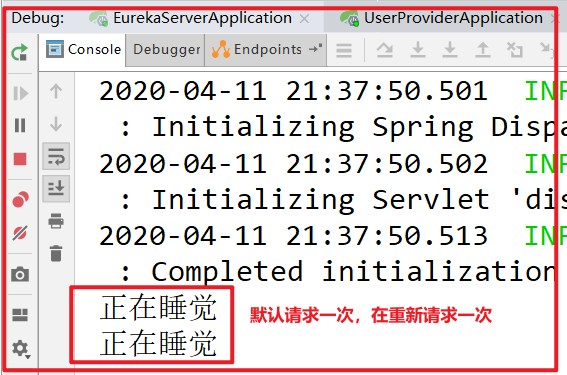 Debug: EurekaServerApplication UserProviderApplication
Console Debugger Endpoints
2020-04-11 21:37:50.501 INF
: Initializing Spring Dispa
2020-04-11 21:37:50.502 INF
: Initializing Servlet 'dis
2020-04-11 21:37:50.513 INF
: Completed initialization
正在睡觉
默认请求一次，在重新请求一次
正在睡觉